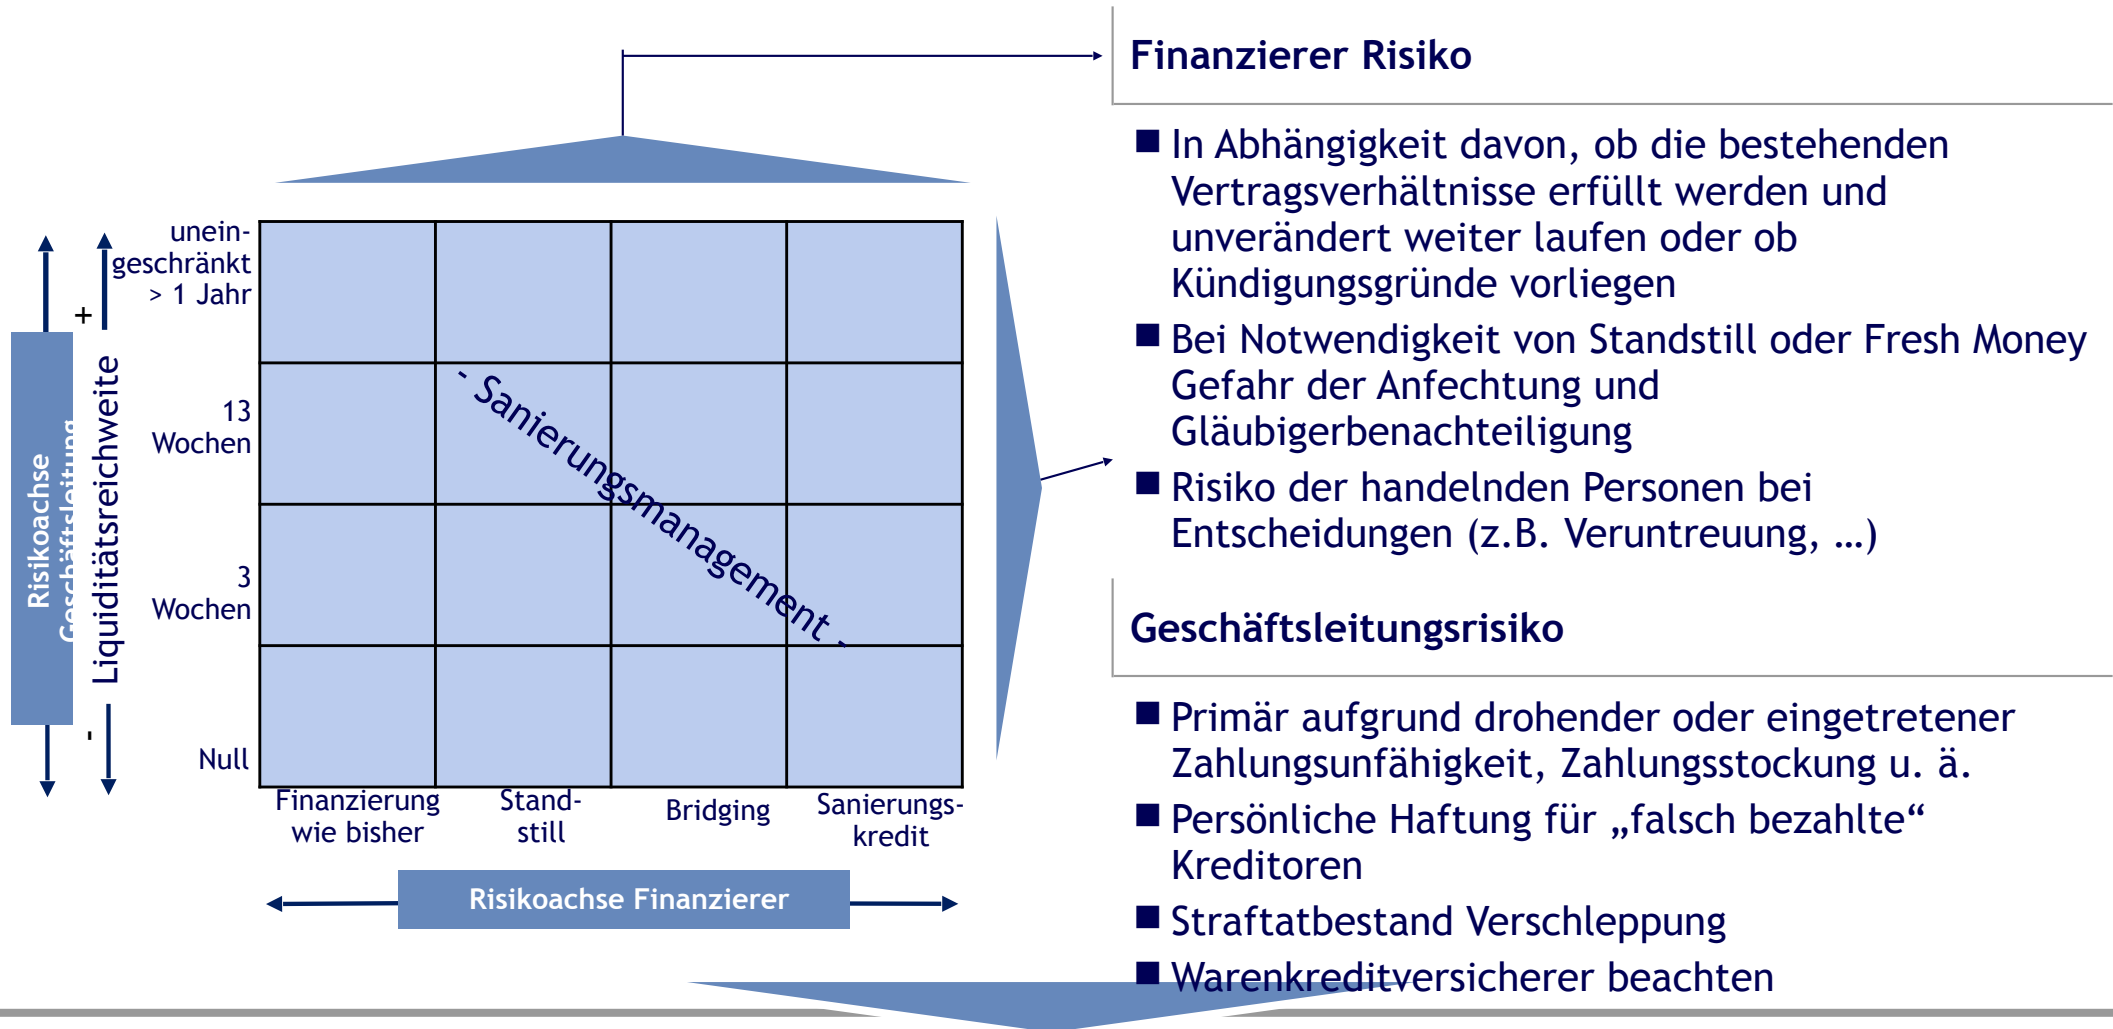 Finanzierer Risiko
In Abhängigkeit davon, ob die bestehenden
Vertragsverhältnisse erfüllt werden und
unverändert weiter laufen oder ob
Kündigungsgründe vorliegen
Bei Notwendigkeit von Standstill oder Fresh Money
Gefahr der Anfechtung und
Gläubigerbenachteiligung
Risiko der handelnden Personen bei
Entscheidungen (z.B. Veruntreuung, …)
Geschäftsleitungsrisiko
Primär aufgrund drohender oder eingetretener
Zahlungsunfähigkeit, Zahlungsstockung u. ä.
Persönliche Haftung für „falsch bezahlte“
Kreditoren
Straftatbestand Verschleppung
Warenkreditversicherer beachten
Risikoachse
Geschäftsleitung
+
Liquiditätsreichweite
-
unein-
geschränkt
> 1 Jahr
13
Wochen
3
Wochen
Null
- Sanierungsmanagement -
Finanzierung
wie bisher
Stand-
still
Bridging
Sanierungs-
kredit
Risikoachse Finanzierer